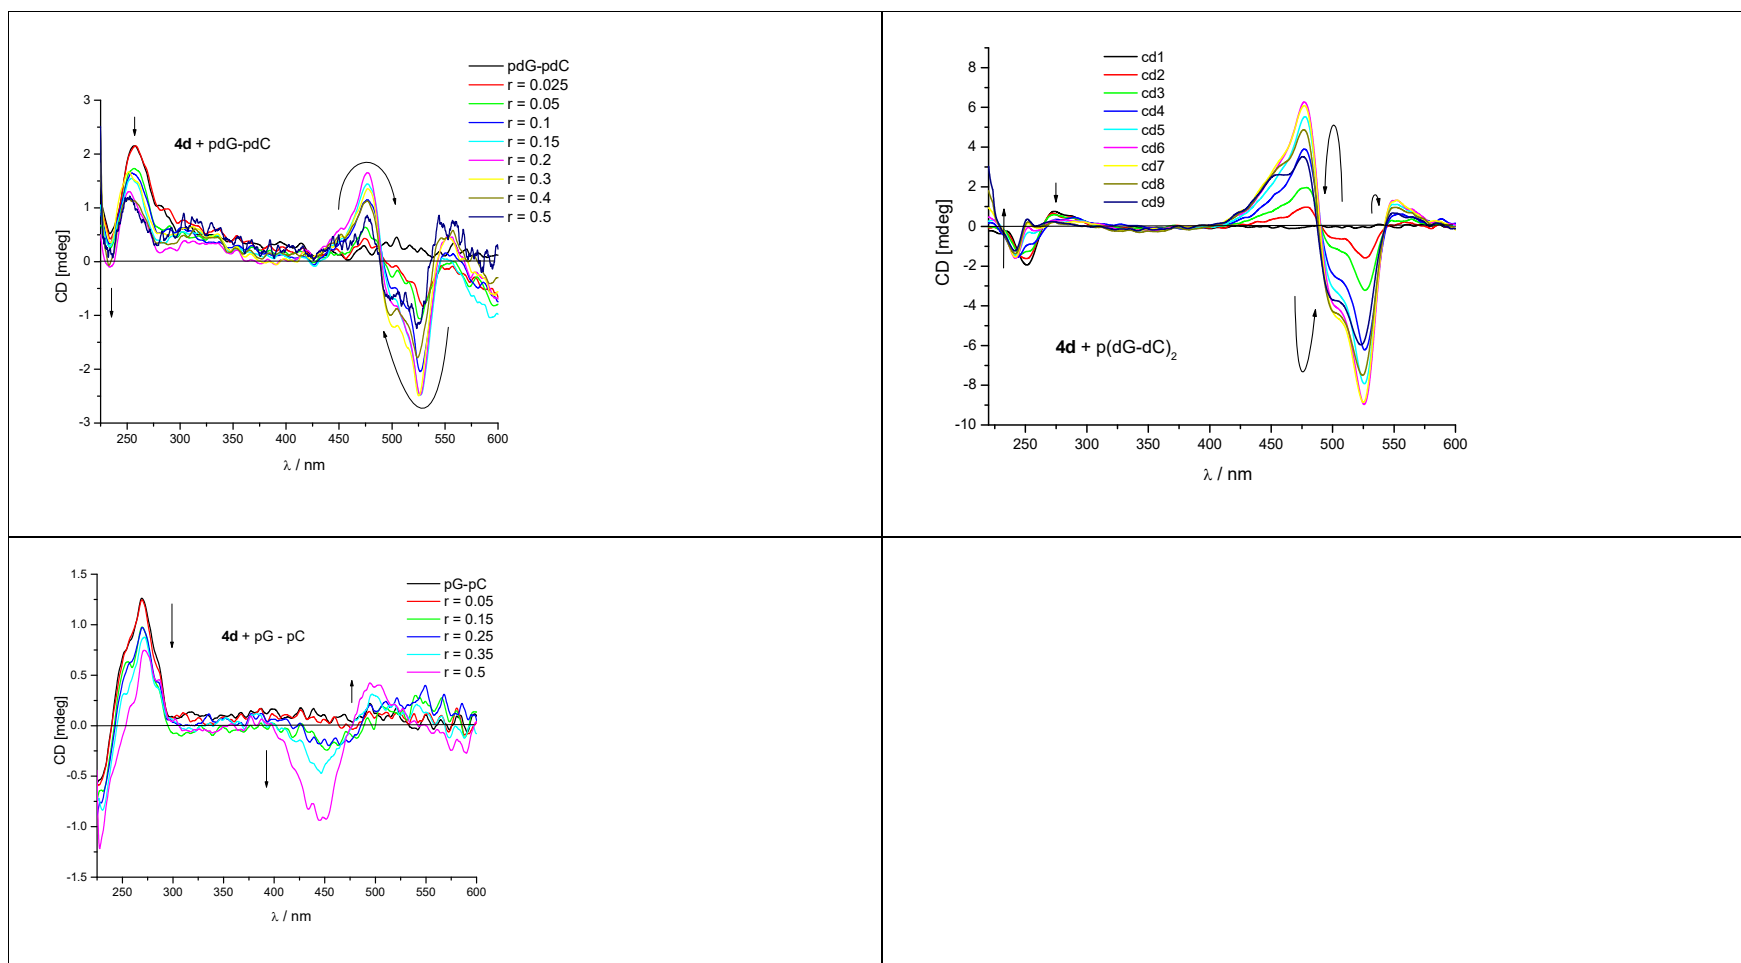 pdG-pdC
r = 0.025
r = 0.05
r = 0.1
r = 0.15
r = 0.2
r = 0.3
r = 0.4
r = 0.5
4d + pdG-pdC
3
2
1
0
-1
-2
-3
CD [mdeg]
250 300 350 400 450 500 550 600
λ / nm
cd1
cd2
cd3
cd4
cd5
cd6
cd7
cd8
cd9
8
6
4
2
0
-2
-4
-6
-8
-10
CD [mdeg]
4d + p(dG-dC)2
250 300 350 400 450 500 550 600
λ / nm
pG-pC
r = 0.05
r = 0.15
r = 0.25
r = 0.35
r = 0.5
4d + pG - pC
1.5
1.0
0.5
0.0
-0.5
-1.0
-1.5
CD [mdeg]
250 300 350 400 450 500 550 600
λ / nm